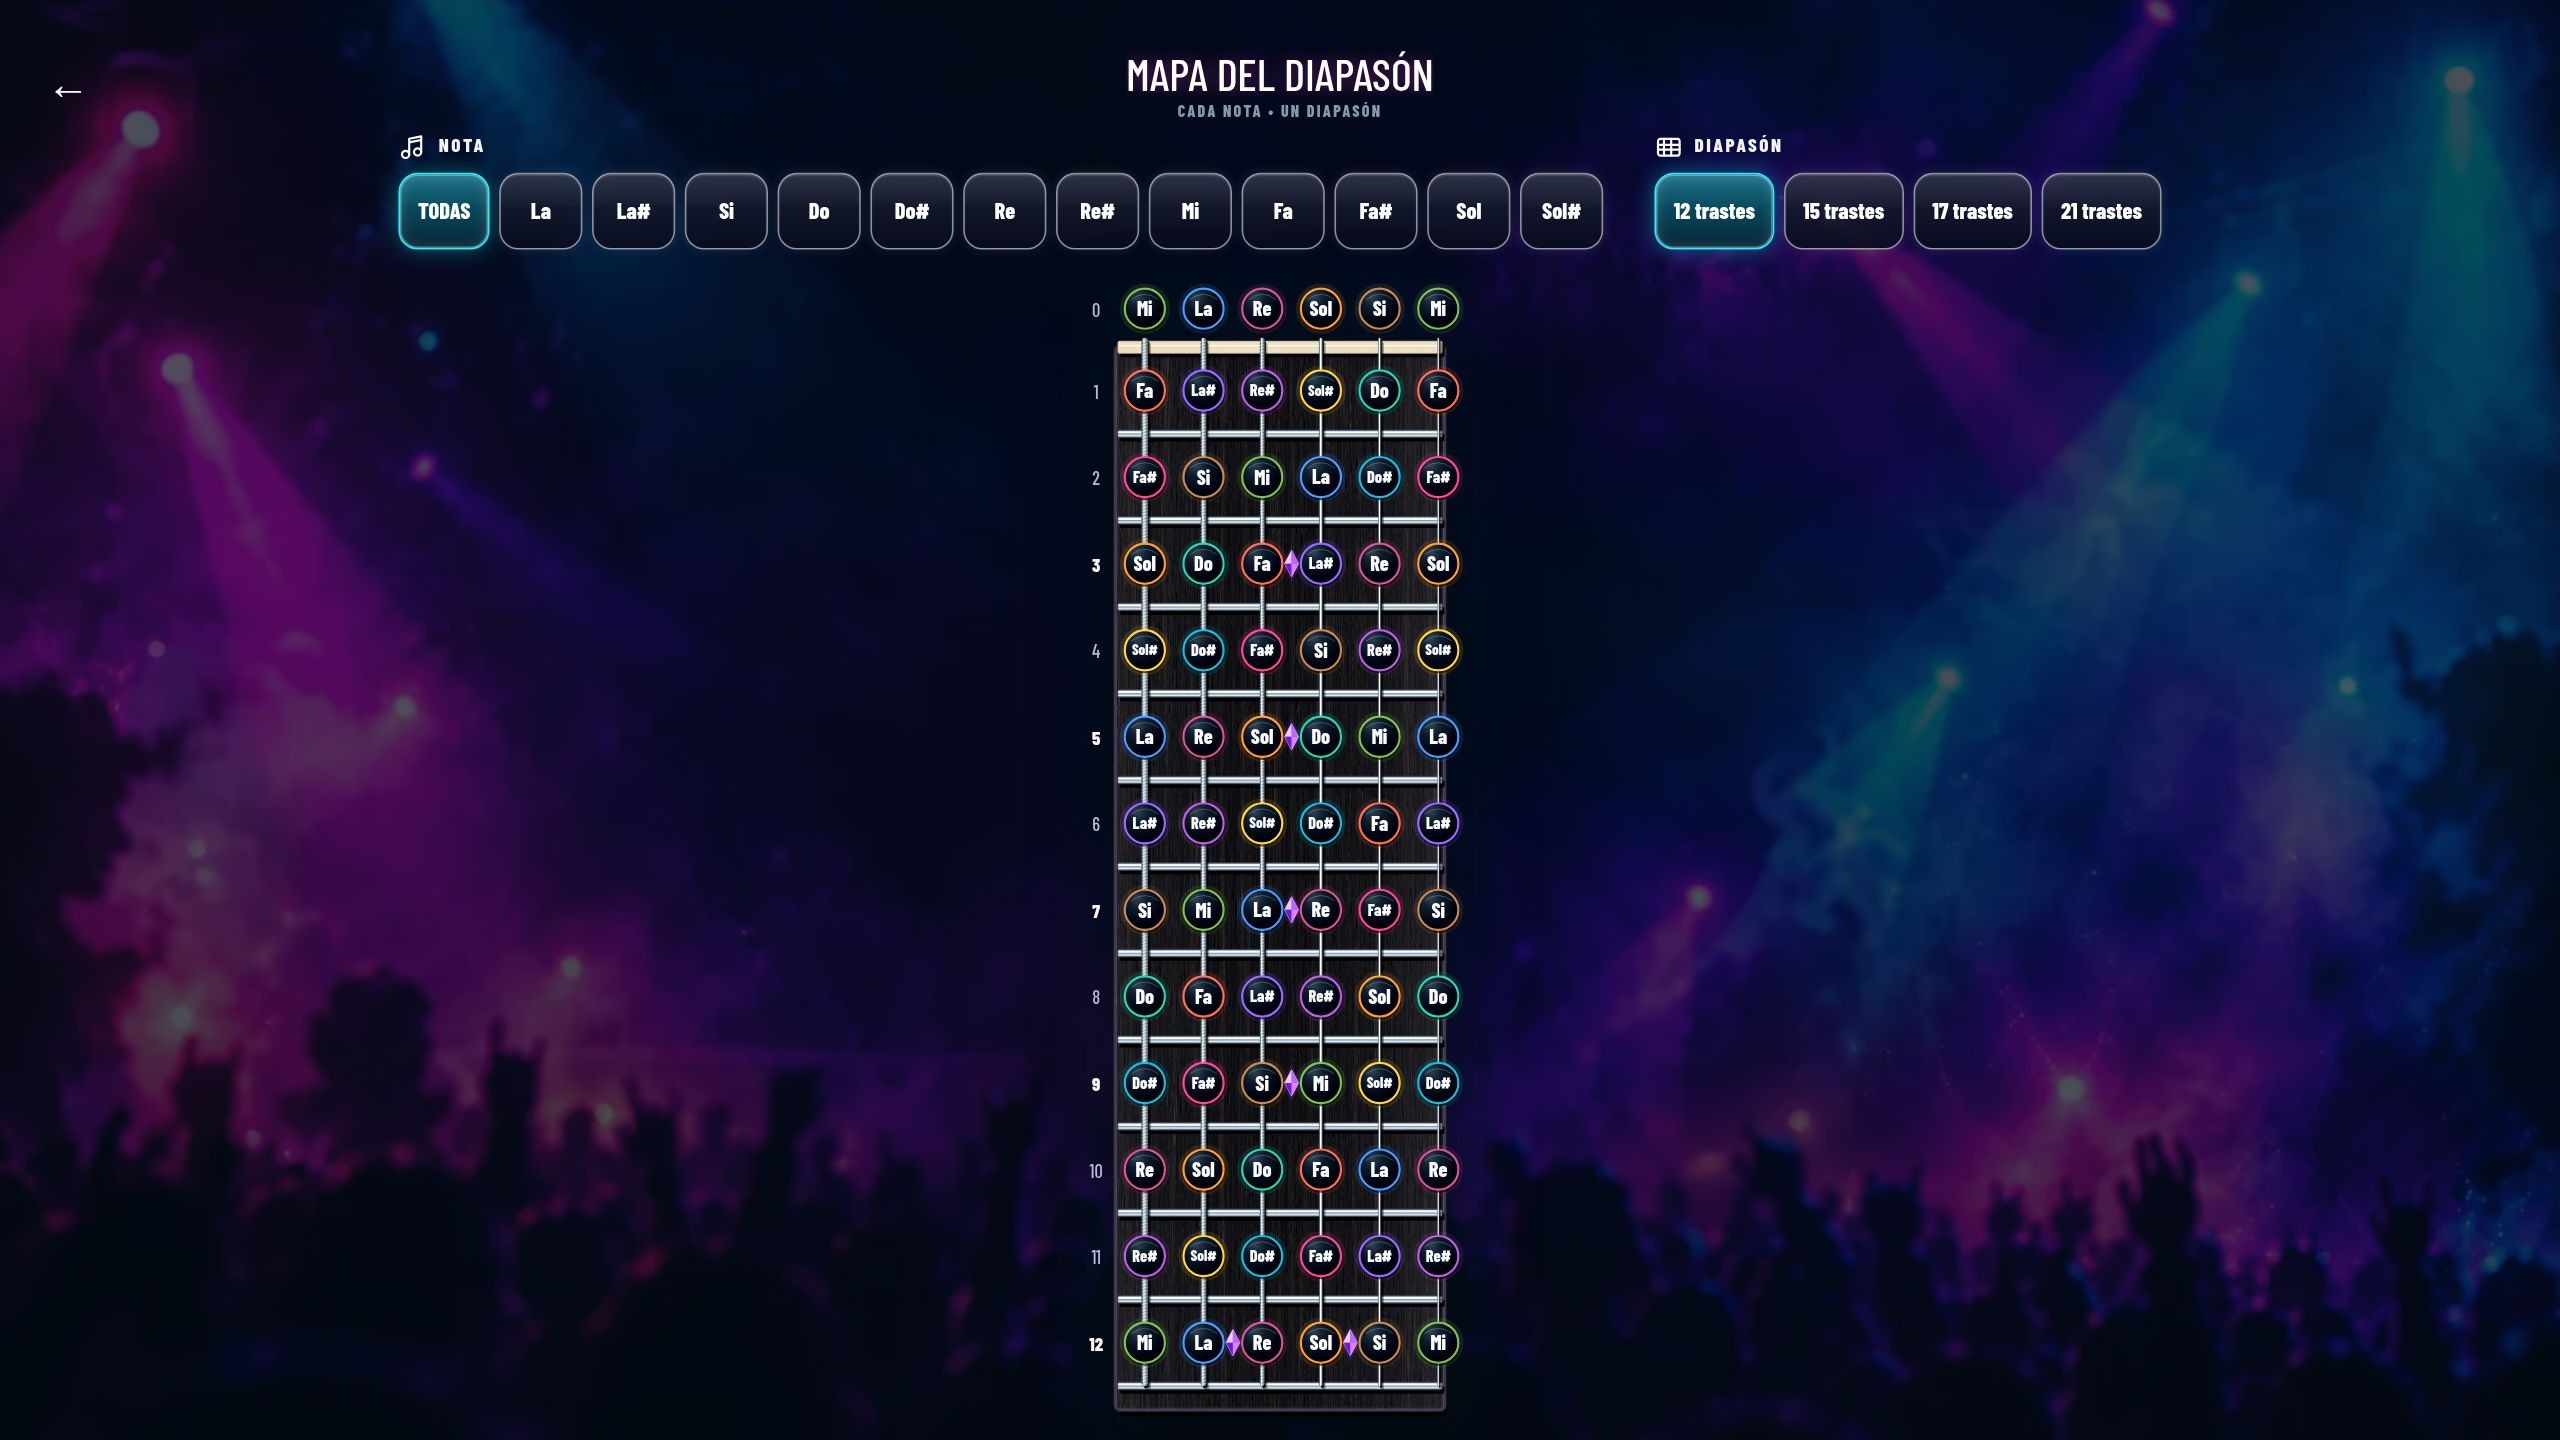 ←
MAPA DEL DIAPASÓN
CADA NOTA • UN DIAPASÓN
NOTA
DIAPASÓN
TODAS La La# Si Do Do# Re Re# Mi Fa Fa# Sol Sol#
12 trastes 15 trastes 17 trastes 21 trastes
0 Mi La Re Sol Si Mi
1 Fa La# Re# Sol# Do Fa
2 Fa# Si Mi La Do# Fa#
3 Sol Do Fa La# Re Sol
4 Sol# Do# Fa# Si Re# Sol#
5 La Re Sol Do Mi La
6 La# Re# Sol# Do# Fa La#
7 Si Mi La Re Fa# Si
8 Do Fa La# Re# Sol Do
9 Do# Fa# Si Mi Sol# Do#
10 Re Sol Do Fa La Re
11 Re# Sol# Do# Fa# La# Re#
12 Mi La Re Sol Si Mi